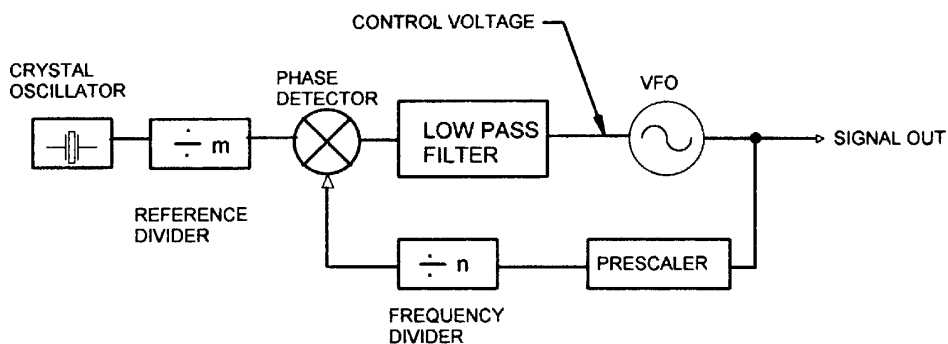 CONTROL VOLTAGE
CRYSTAL
OSCILLATOR
PHASE
DETECTOR
VFO
÷ m
LOW PASS
FILTER
SIGNAL OUT
REFERENCE
DIVIDER
÷ n
PRESCALER
FREQUENCY
DIVIDER